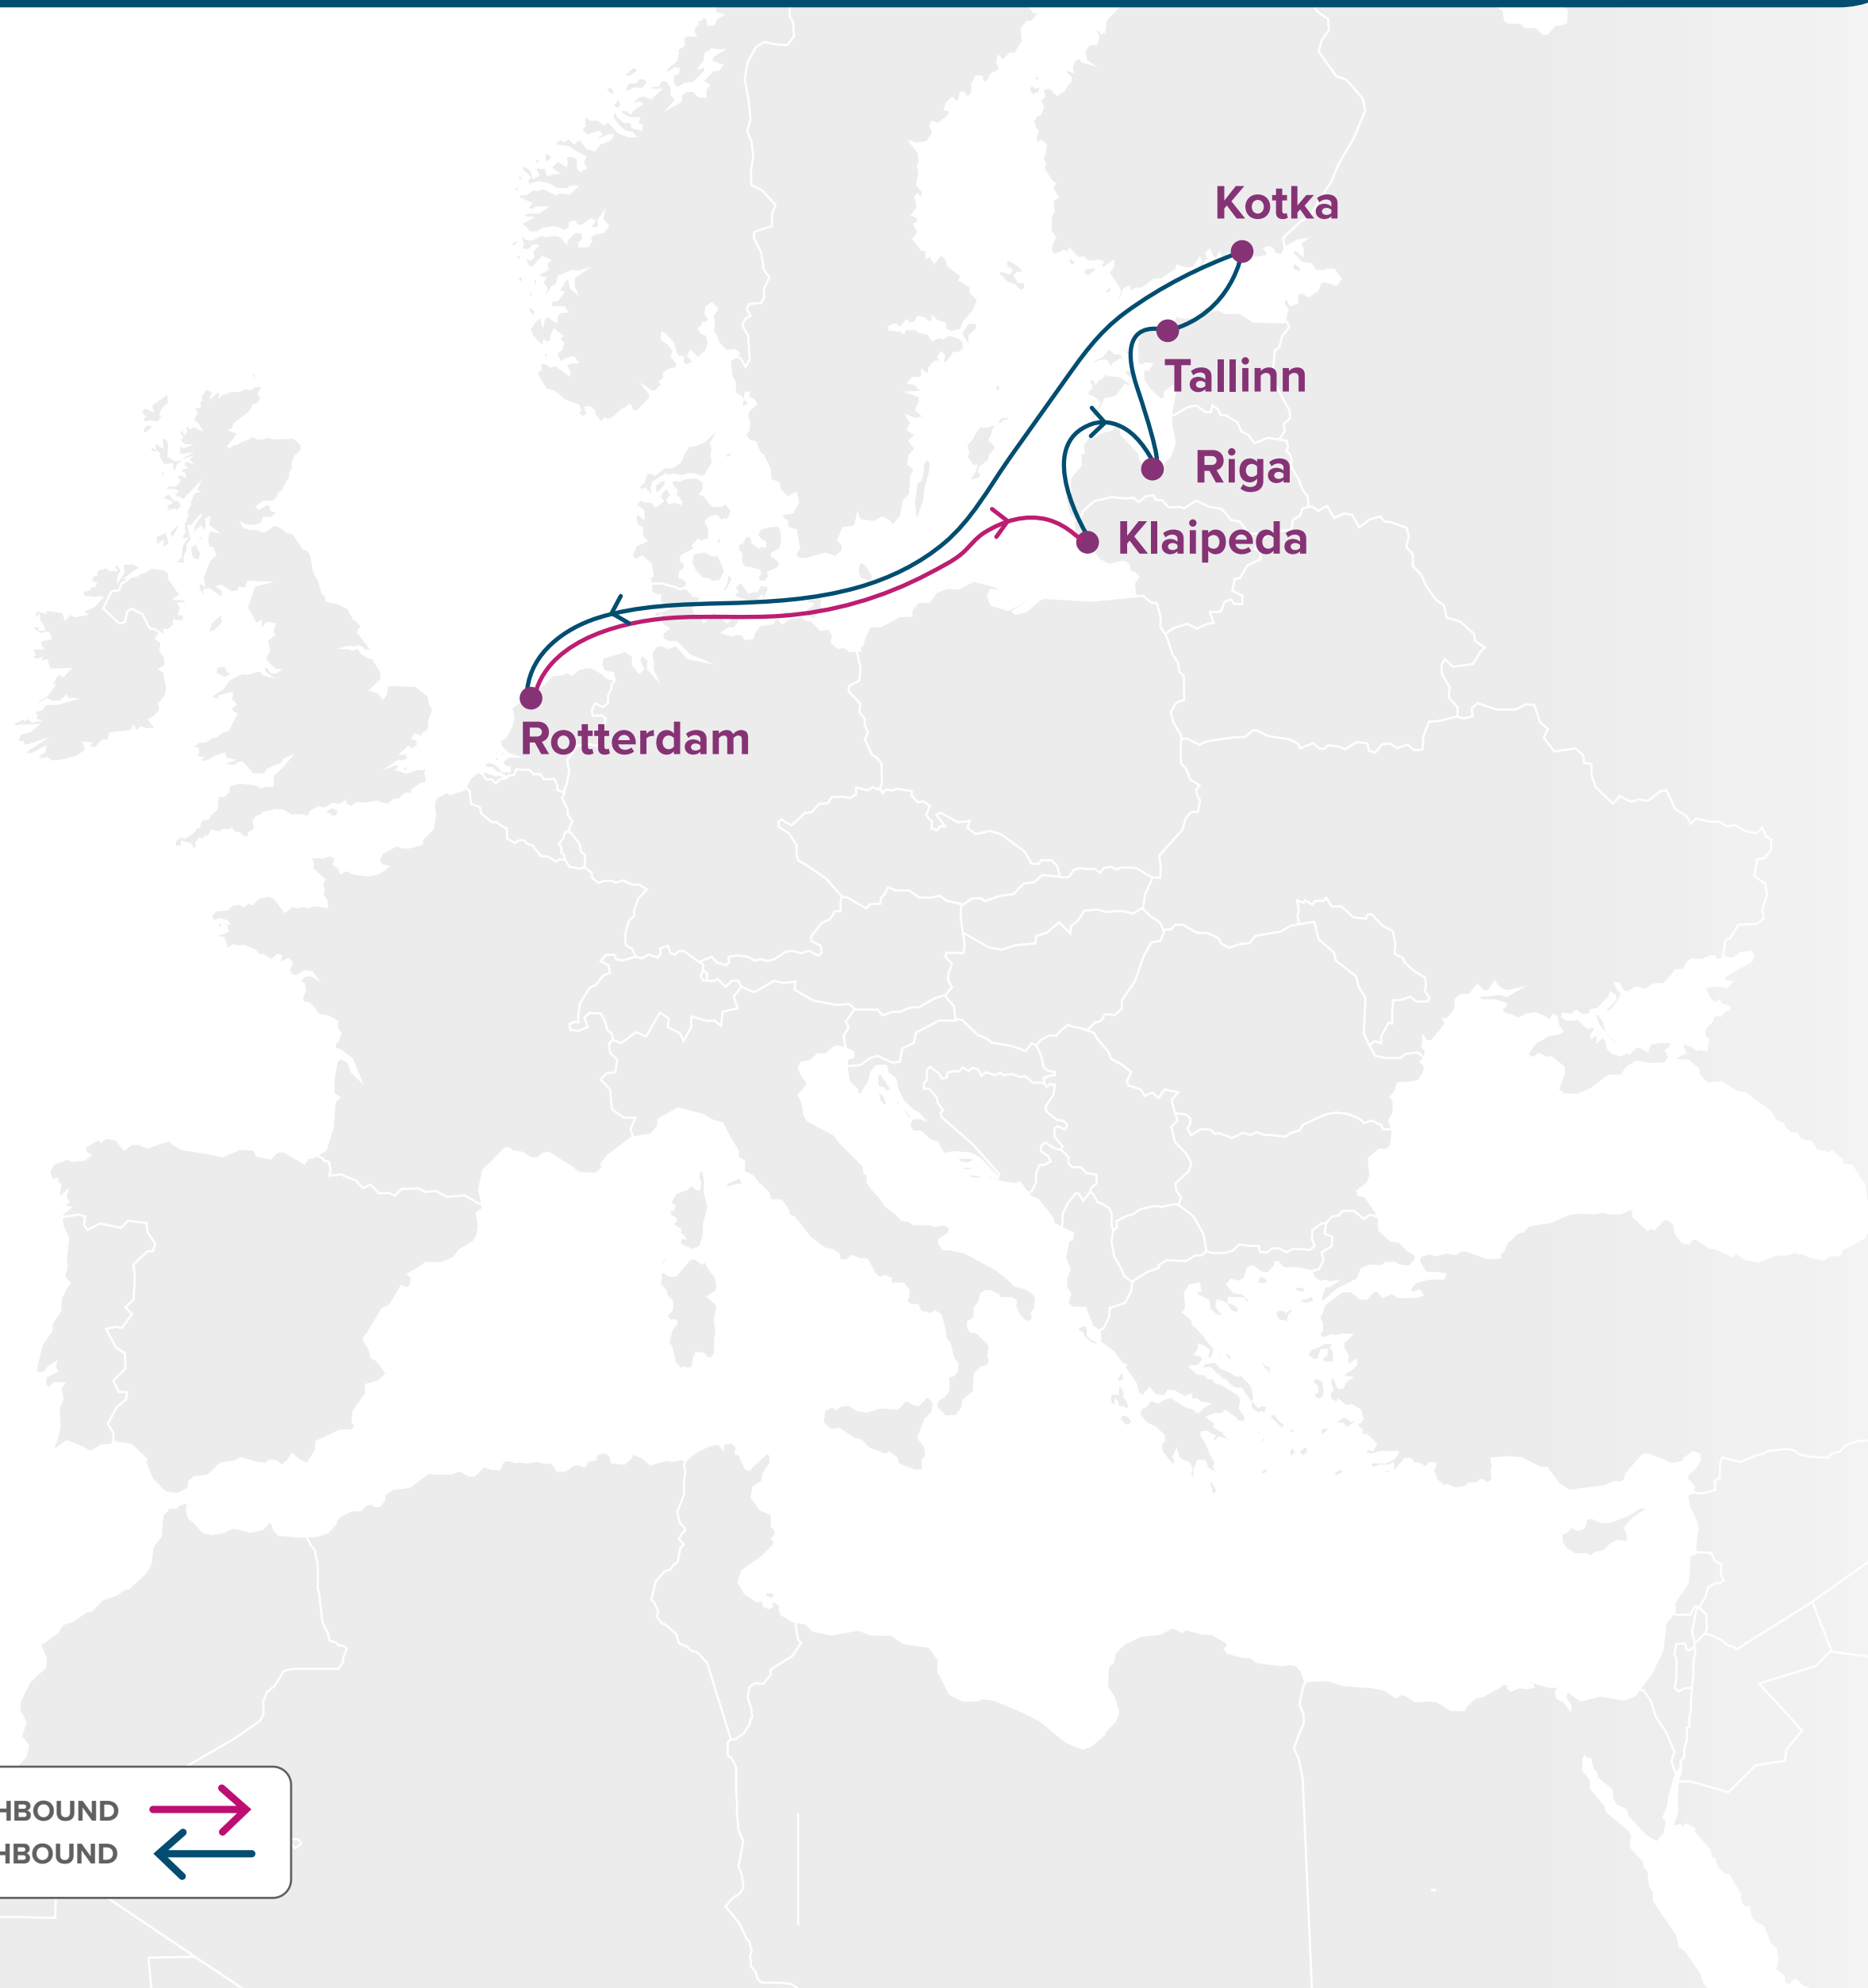 Kotka
Tallinn
Riga
Klaipeda
Rotterdam
HBOUND
HBOUND